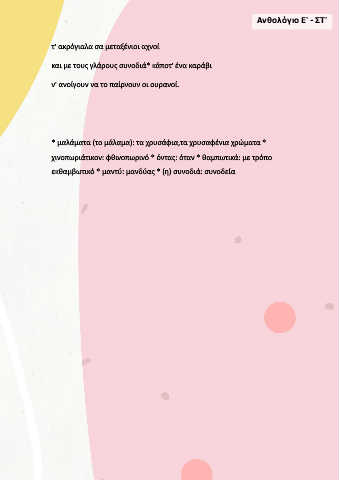 Ανθολόγιο Ε΄ - ΣΤ΄
τ' ακρόγιαλα σα μεταξένιοι αχνοί
και με τους γλάρους συνοδιά* κάποτ' ένα καράβι
ν' ανοίγουν να το παίρνουν οι ουρανοί.
* μαλάματα (το μάλαμα): τα χρυσάφια,τα χρυσαφένια χρώματα *
χινοπωριάτικον: φθινοπωρινό * όντας: όταν * θαμπωτικά: με τρόπο
εκθαμβωτικό * μαντύ: μανδύας * (η) συνοδιά: συνοδεία